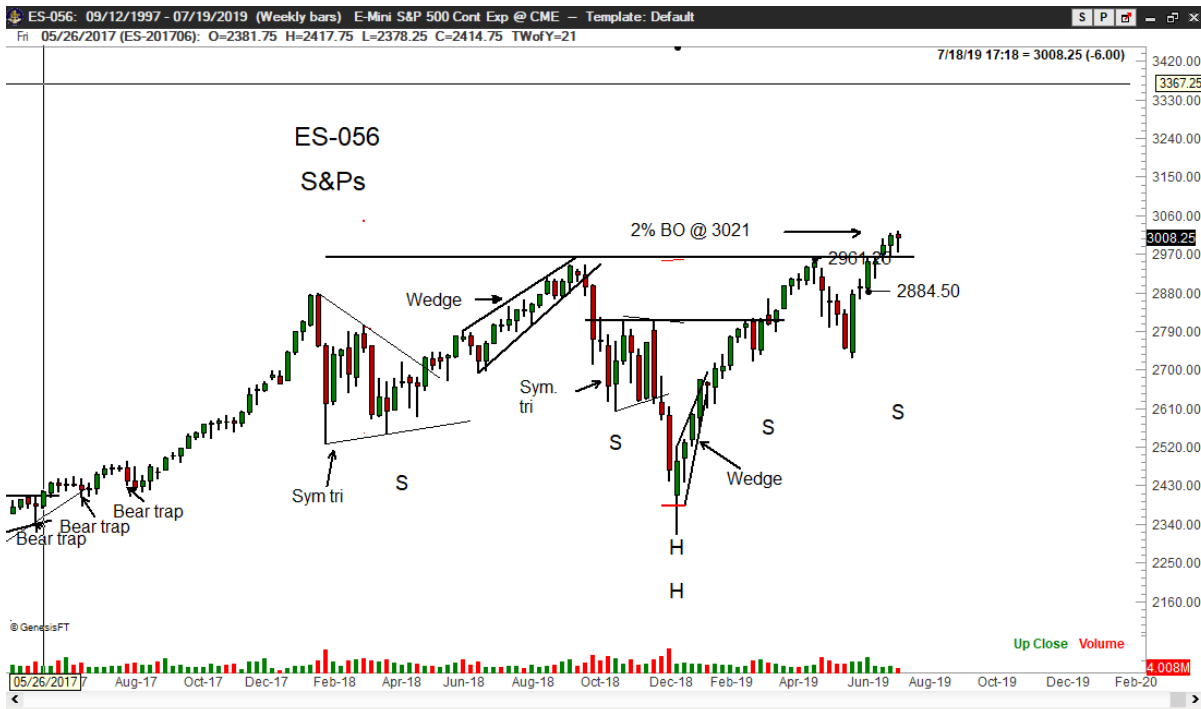 ES-056: 09/12/1997 - 07/19/2019 (Weekly bars) E-Mini S&P 500 Cont Exp @ CME — Template: Default
S P
Fri 05/26/2017 (ES-201706): O=2381.75 H=2417.75 L=2378.25 C=2414.75 TWofY=21
7/18/19 17:18 = 3008.25 (-6.00)
3420.00
3367.25
3330.00
ES-056
3240.00
S&Ps
3150.00
2% BO @ 3021
3060.00
3008.25
2961.20
2970.00
Wedge
2884.50
2880.00
2790.00
Sym.
tri
2700.00
S
2610.00
S
S
2520.00
S
Wedge
Sym tri
2430.00
Bear trap
Bear trap
Bear trap
2340.00
H
2250.00
H
2160.00
© GenesisFT
Up Close Volume
4.008M
05/26/2017 7 Aug-17 Oct-17 Dec-17 Feb-18 Apr-18 Jun-18 Aug-18 Oct-18 Dec-18 Feb-19 Apr-19 Jun-19 Aug-19 Oct-19 Dec-19 Feb-20